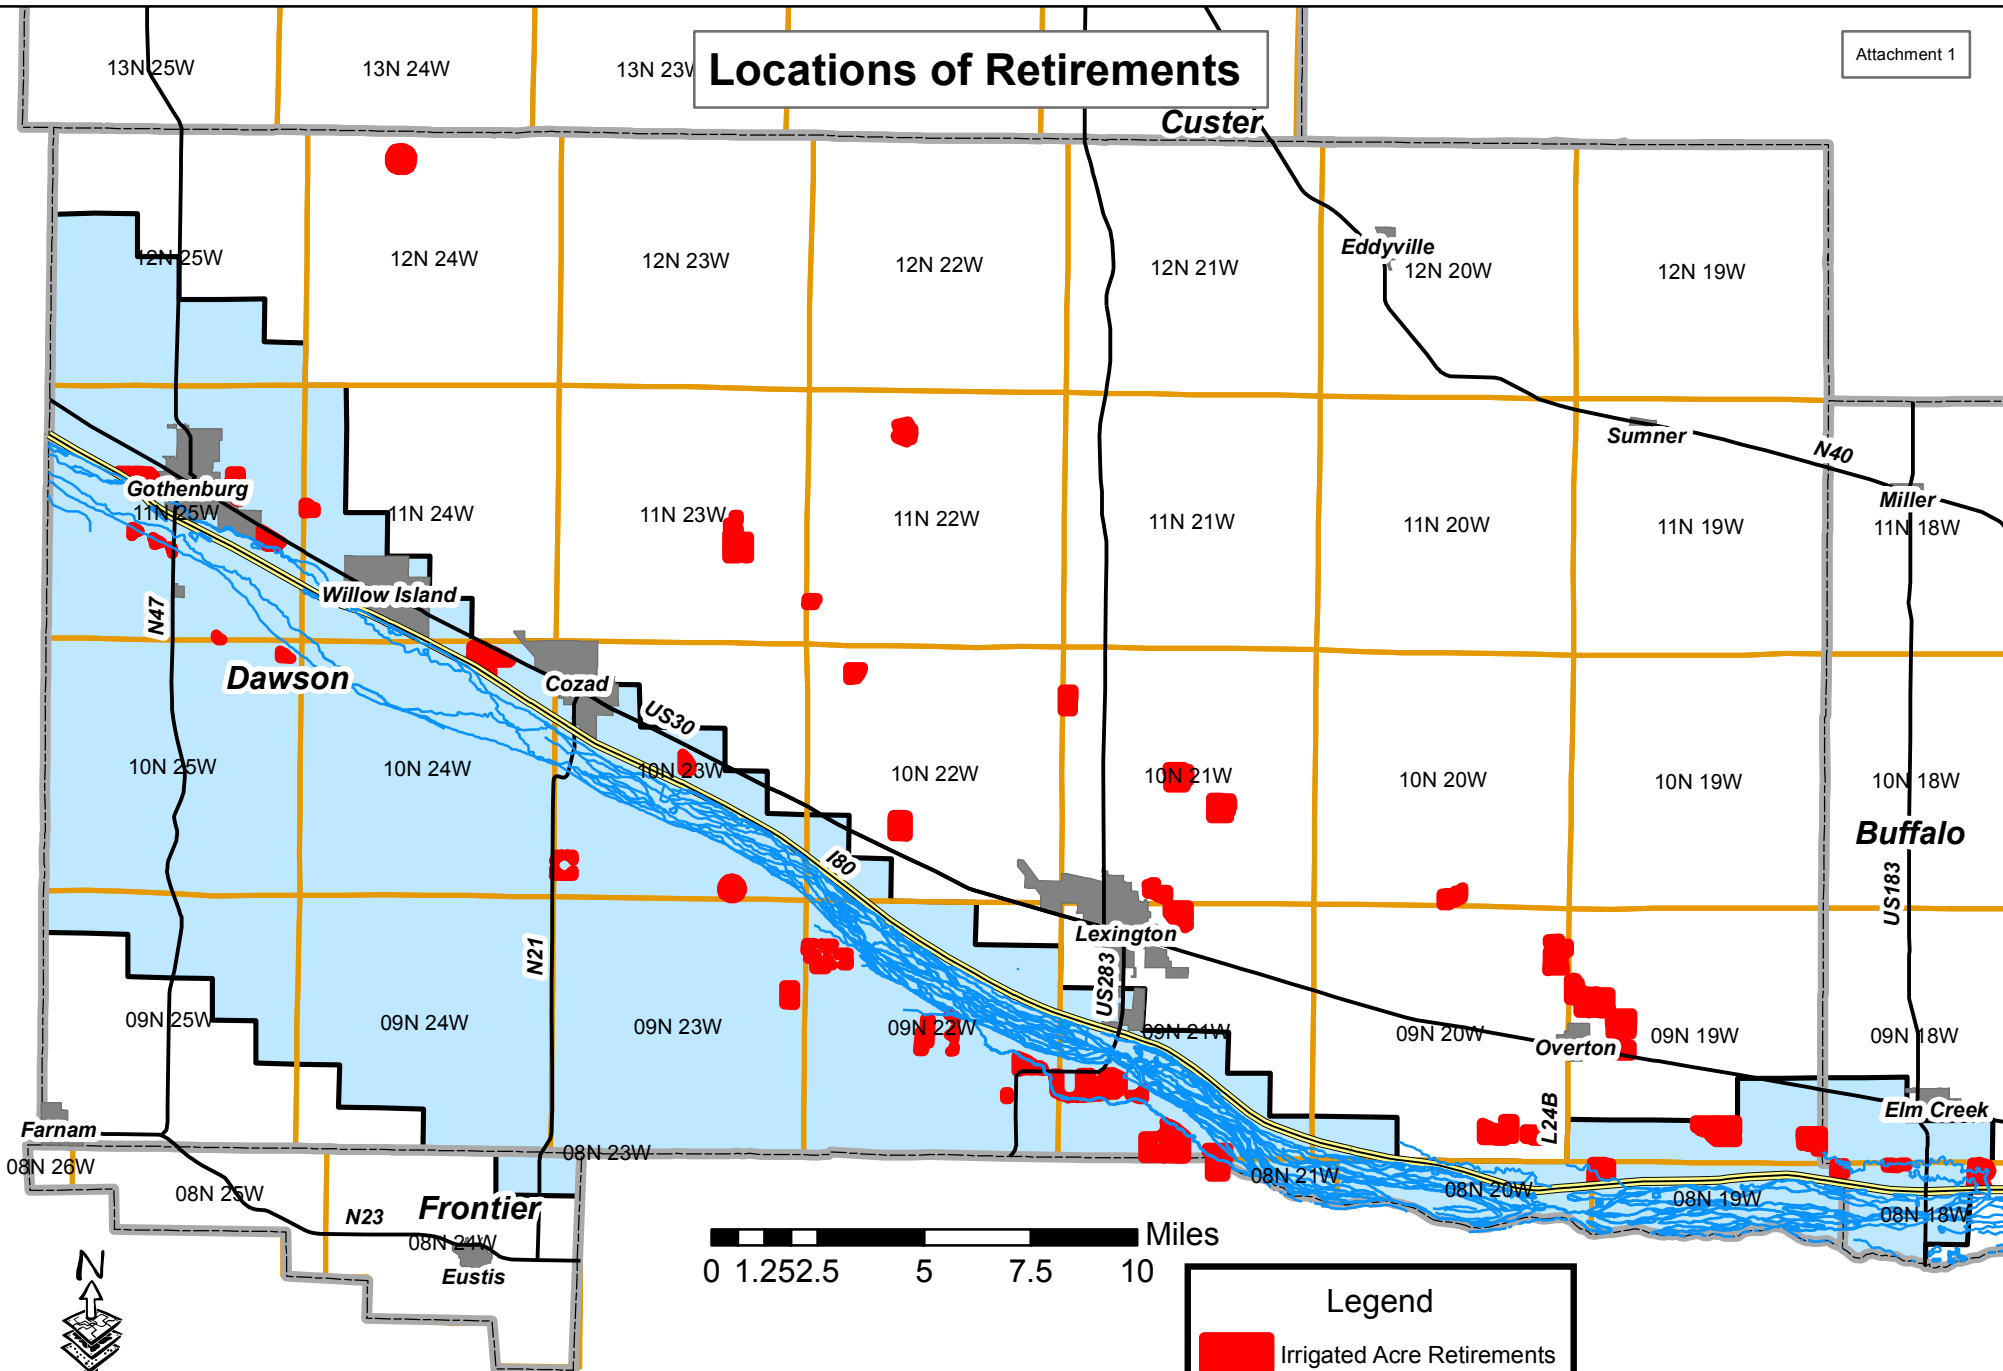 Locations of Retirements
Attachment 1
13N 25W
13N 24W
13N 23W
Custer
12N 25W
12N 24W
12N 23W
12N 22W
12N 21W
Eddyville
12N 20W
12N 19W
Sumner
N40
Miller
Gothenburg
11N 25W
11N 24W
11N 23W
11N 22W
11N 21W
11N 20W
11N 19W
11N 18W
Willow Island
N47
Dawson
Cozad
US30
10N 25W
10N 24W
10N 23W
10N 22W
10N 21W
10N 20W
10N 19W
10N 18W
Buffalo
I80
US183
Lexington
N21
US283
09N 25W
09N 24W
09N 23W
09N 22W
09N 21W
09N 20W
09N 19W
09N 18W
Overton
L24B
Elm Creek
Farnam
08N 26W
08N 25W
08N 23W
08N 21W
08N 20W
08N 19W
08N 18W
Frontier
N23
08N 24W
Eustis
Miles
0 1.25 2.5 5 7.5 10
N
Legend
Irrigated Acre Retirements